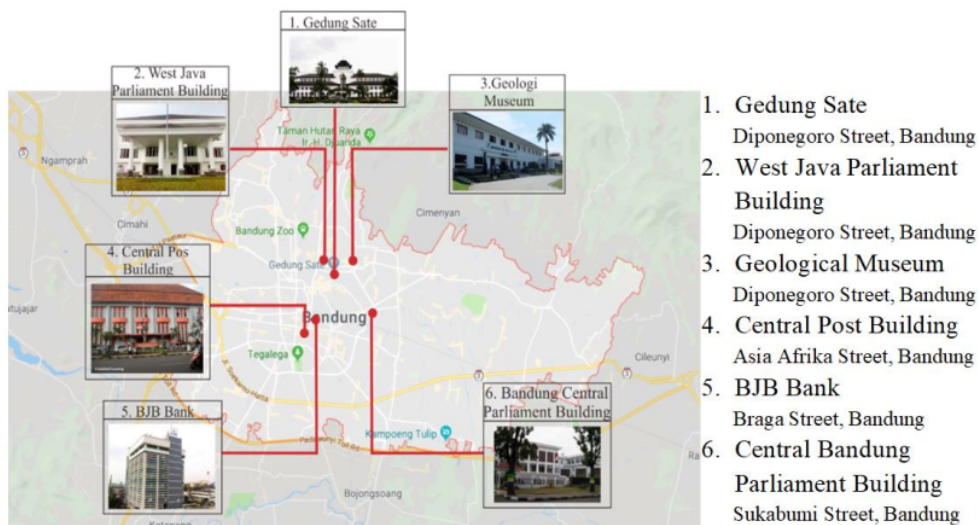 1. Gedung Sate
2. West Java
Parliament Building
3.Geologi
Museum
Taman Hutan Raya
Ir. H. Djuanda
Ngamprah
Cimahi
Cimenyan
Bandung Zoo
4. Central Pos
Building
Gedung Sate
Bandung
Tegalega
Jl. Soekarno-Hatta
Cileunyi
5. BJB Bank
6. Bandung Central
Parliament Building
Kampoeng Tulip
Bojongsoang
1. Gedung Sate
Diponegoro Street, Bandung
2. West Java Parliament
Building
Diponegoro Street, Bandung
3. Geological Museum
Diponegoro Street, Bandung
4. Central Post Building
Asia Afrika Street, Bandung
5. BJB Bank
Braga Street, Bandung
6. Central Bandung
Parliament Building
Sukabumi Street, Bandung